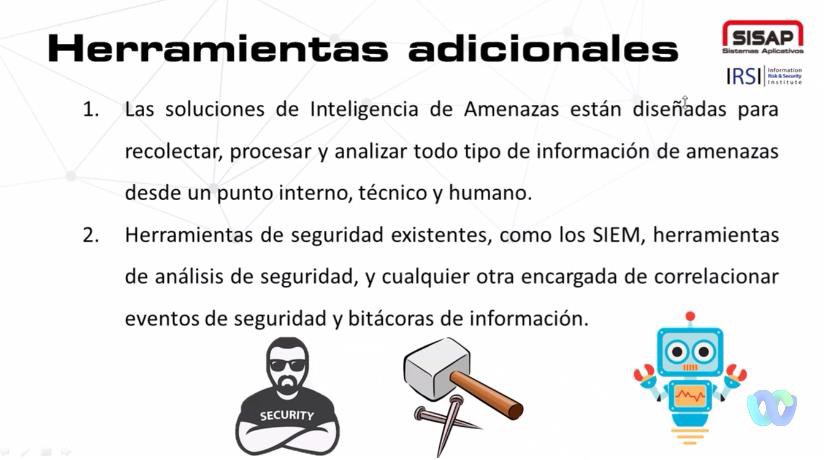 Herramientas adicionales
SISAP
Sistemas Aplicativos
IRSI Information
Risk & Security
Institute
1. Las soluciones de Inteligencia de Amenazas están diseñadas para
recolectar, procesar y analizar todo tipo de información de amenazas
desde un punto interno, técnico y humano.
2. Herramientas de seguridad existentes, como los SIEM, herramientas
de análisis de seguridad, y cualquier otra encargada de correlacionar
eventos de seguridad y bitácoras de información.
SECURITY